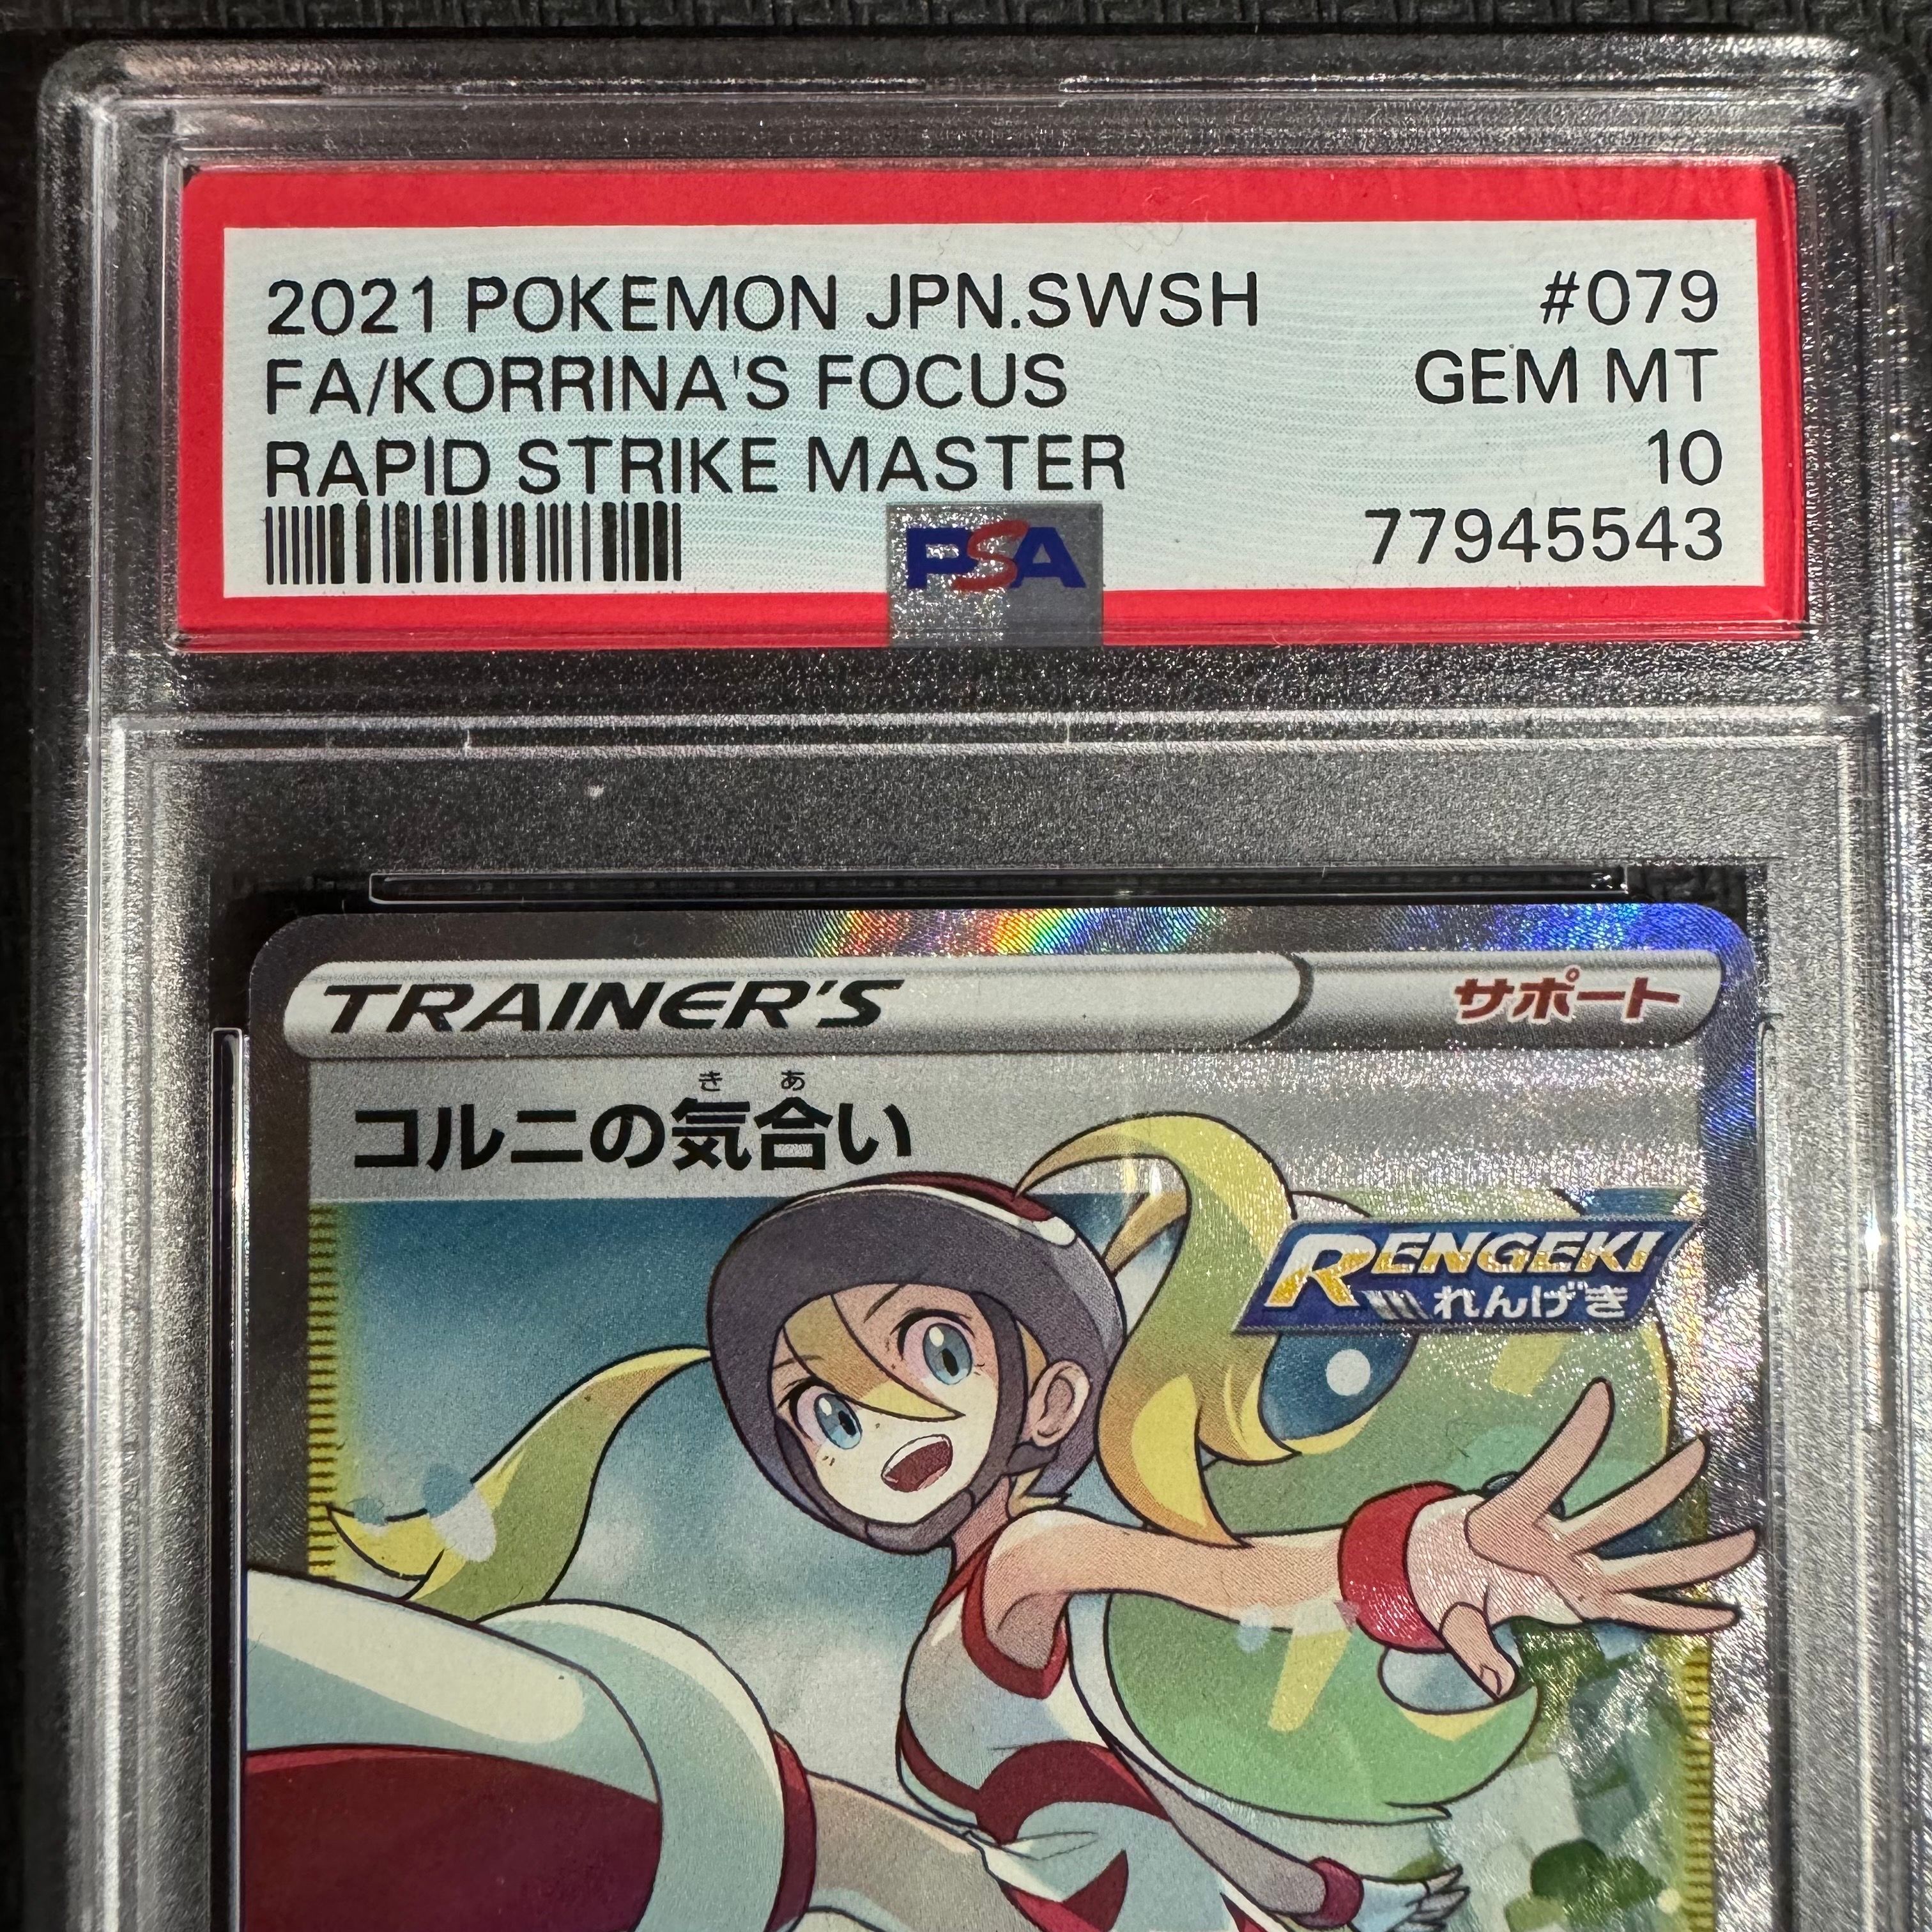 2021 POKEMON JPN.SWSH #079
FA/KORRINA'S FOCUS GEM MT
RAPID STRIKE MASTER 10
PSA 77945543
TRAINER'S サポート
き あ
コルニの気合い
RENGEKI
れんげき